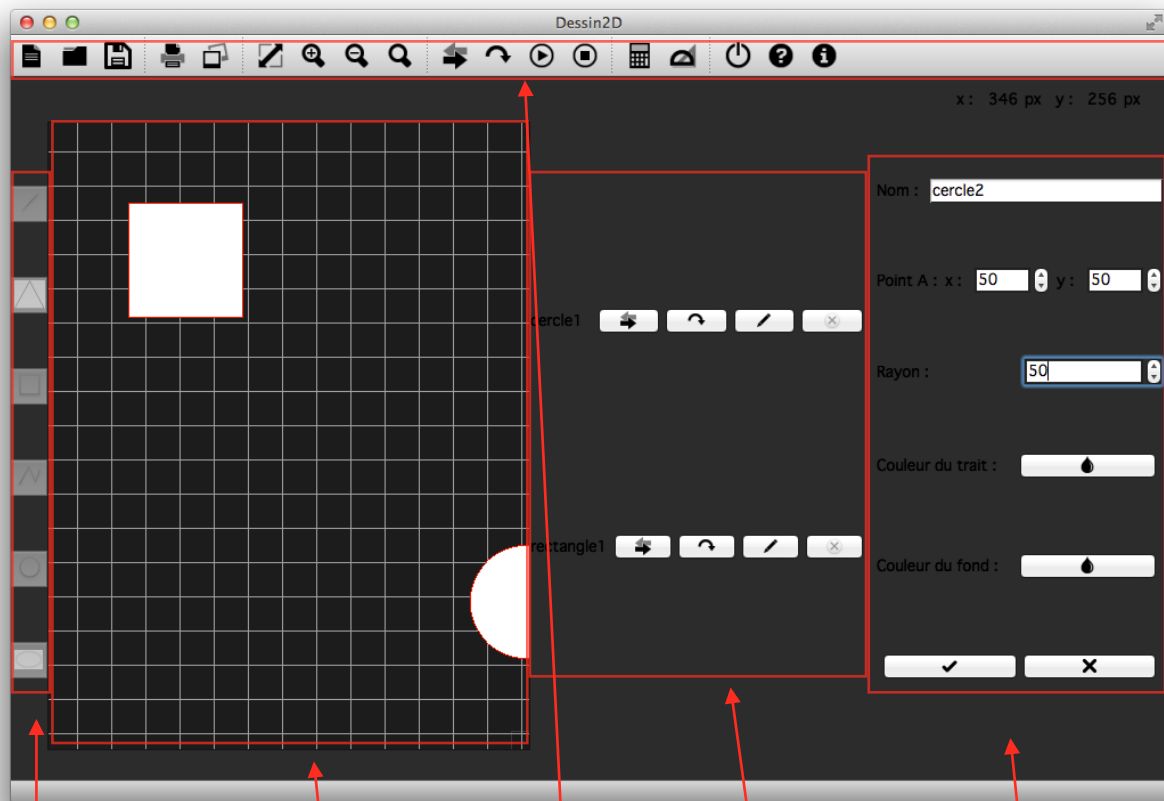 Dessin2D
x: 346 px y: 256 px
Nom : cercle2
Point A : x : 50 y : 50
cercle1
Rayon : 50
Couleur du trait :
rectangle1
Couleur du fond :